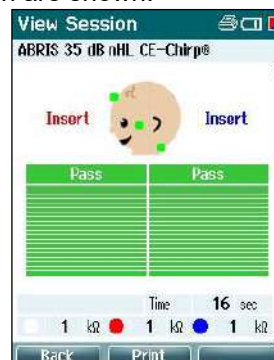 View Session
ABRIS 35 dB nHL CE-Chirp®
Insert Insert
Pass Pass
Time 16 sec
1 kΩ 1 kΩ 1 kΩ
Back Print